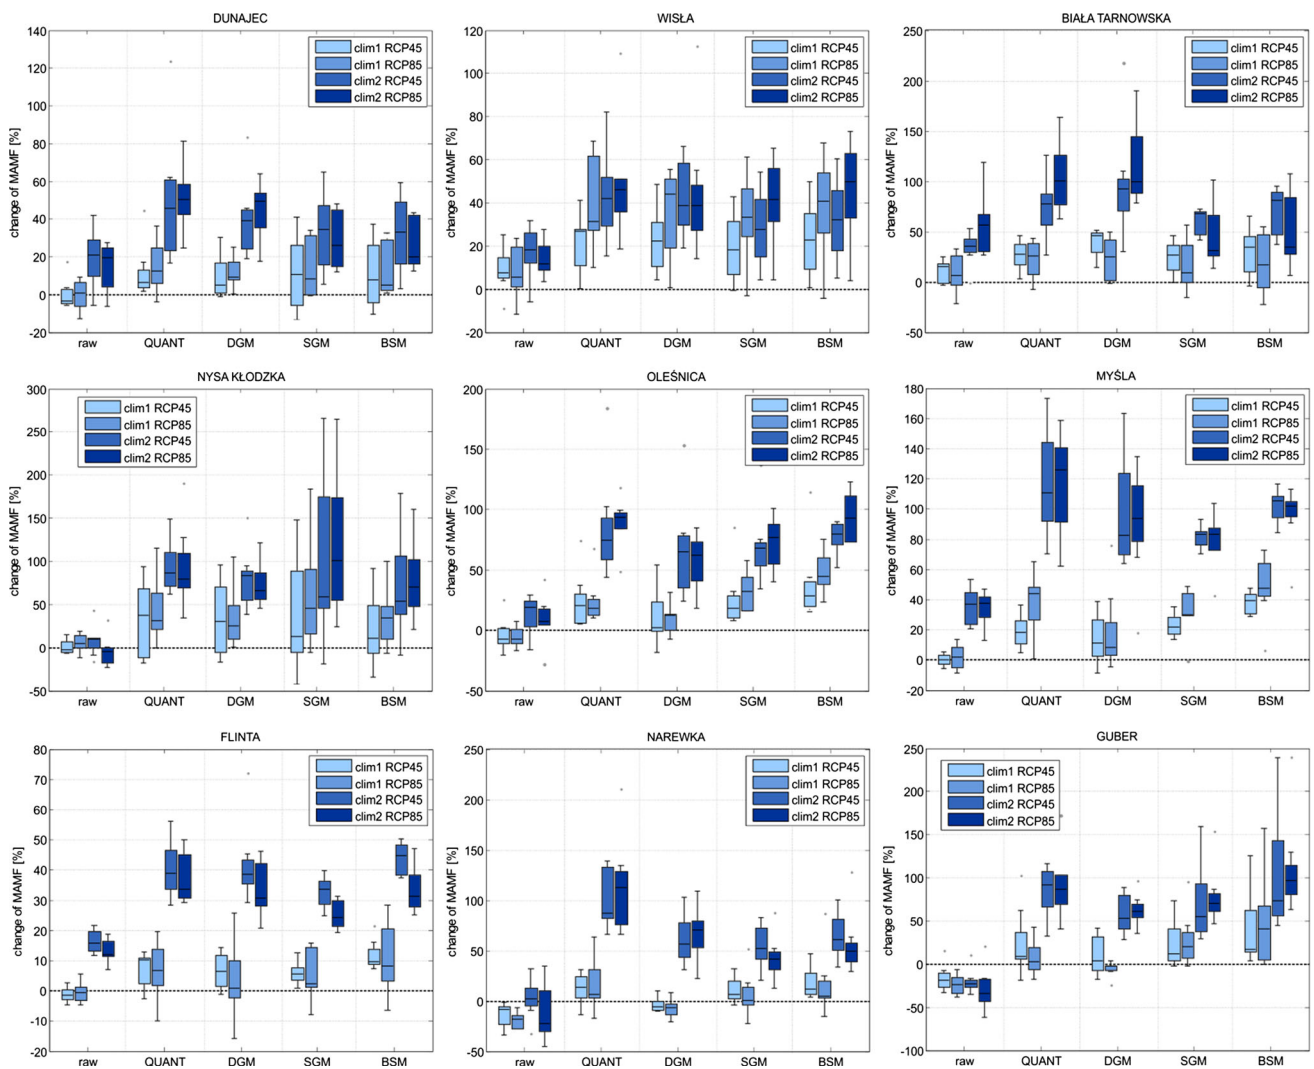 DUNAJEC
change of MAMF [%]
140
120
100
80
60
40
20
0
-20
clim1 RCP45
clim1 RCP85
clim2 RCP45
clim2 RCP85
raw QUANT DGM SGM BSM
WISŁA
change of MAMF [%]
120
100
80
60
40
20
0
-20
clim1 RCP45
clim1 RCP85
clim2 RCP45
clim2 RCP85
raw QUANT DGM SGM BSM
BIAŁA TARNOWSKA
change of MAMF [%]
250
200
150
100
50
0
-50
clim1 RCP45
clim1 RCP85
clim2 RCP45
clim2 RCP85
raw QUANT DGM SGM BSM
NYSA KŁODZKA
change of MAMF [%]
300
250
200
150
100
50
0
-50
clim1 RCP45
clim1 RCP85
clim2 RCP45
clim2 RCP85
raw QUANT DGM SGM BSM
OLEŚNICA
change of MAMF [%]
200
150
100
50
0
-50
clim1 RCP45
clim1 RCP85
clim2 RCP45
clim2 RCP85
raw QUANT DGM SGM BSM
MYŚLA
change of MAMF [%]
180
160
140
120
100
80
60
40
20
0
-20
clim1 RCP45
clim1 RCP85
clim2 RCP45
clim2 RCP85
raw QUANT DGM SGM BSM
FLINTA
change of MAMF [%]
80
70
60
50
40
30
20
10
0
-10
-20
clim1 RCP45
clim1 RCP85
clim2 RCP45
clim2 RCP85
raw QUANT DGM SGM BSM
NAREWKA
change of MAMF [%]
250
200
150
100
50
0
-50
clim1 RCP45
clim1 RCP85
clim2 RCP45
clim2 RCP85
raw QUANT DGM SGM BSM
GUBER
change of MAMF [%]
250
200
150
100
50
0
-50
-100
clim1 RCP45
clim1 RCP85
clim2 RCP45
clim2 RCP85
raw QUANT DGM SGM BSM